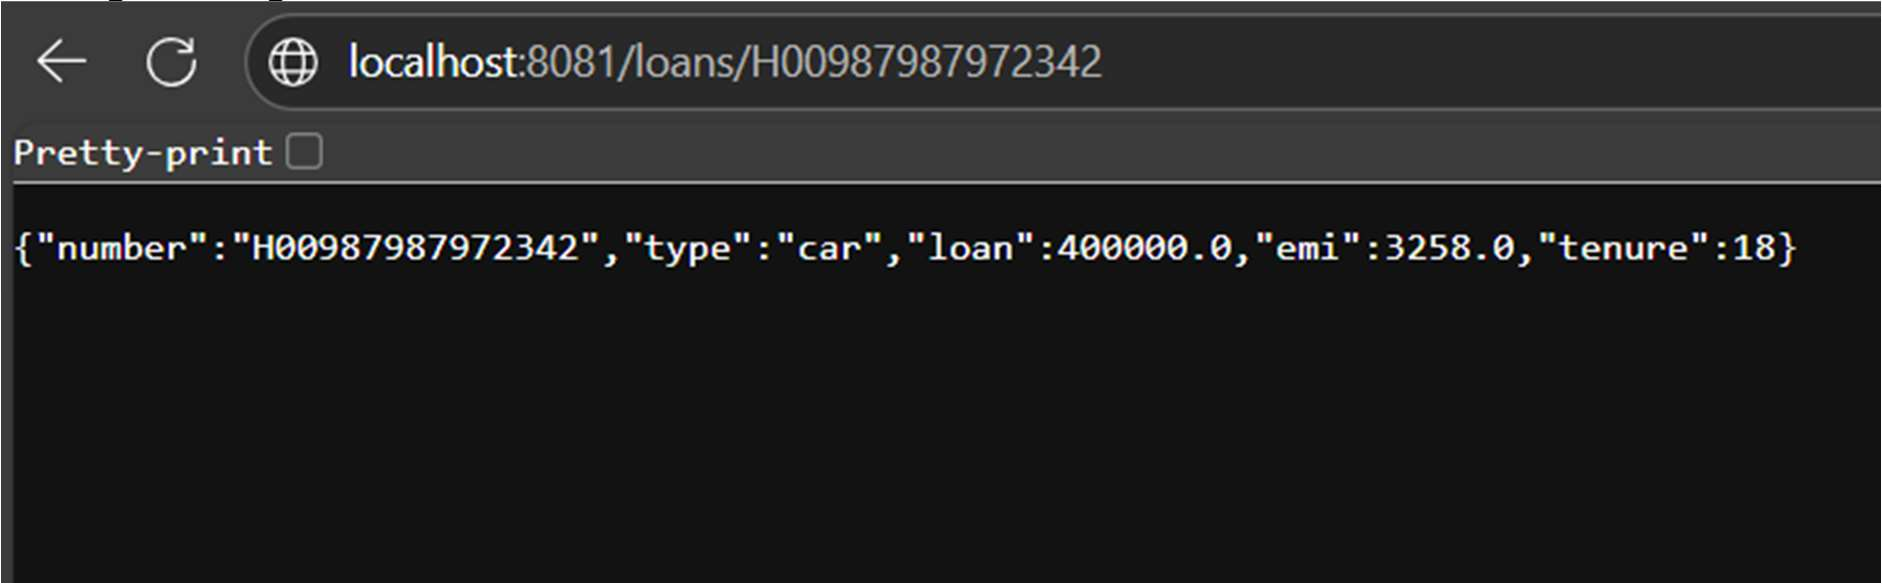 localhost:8081/loans/H00987987972342
Pretty-print
{"number":"H00987987972342","type":"car","loan":400000.0,"emi":3258.0,"tenure":18}